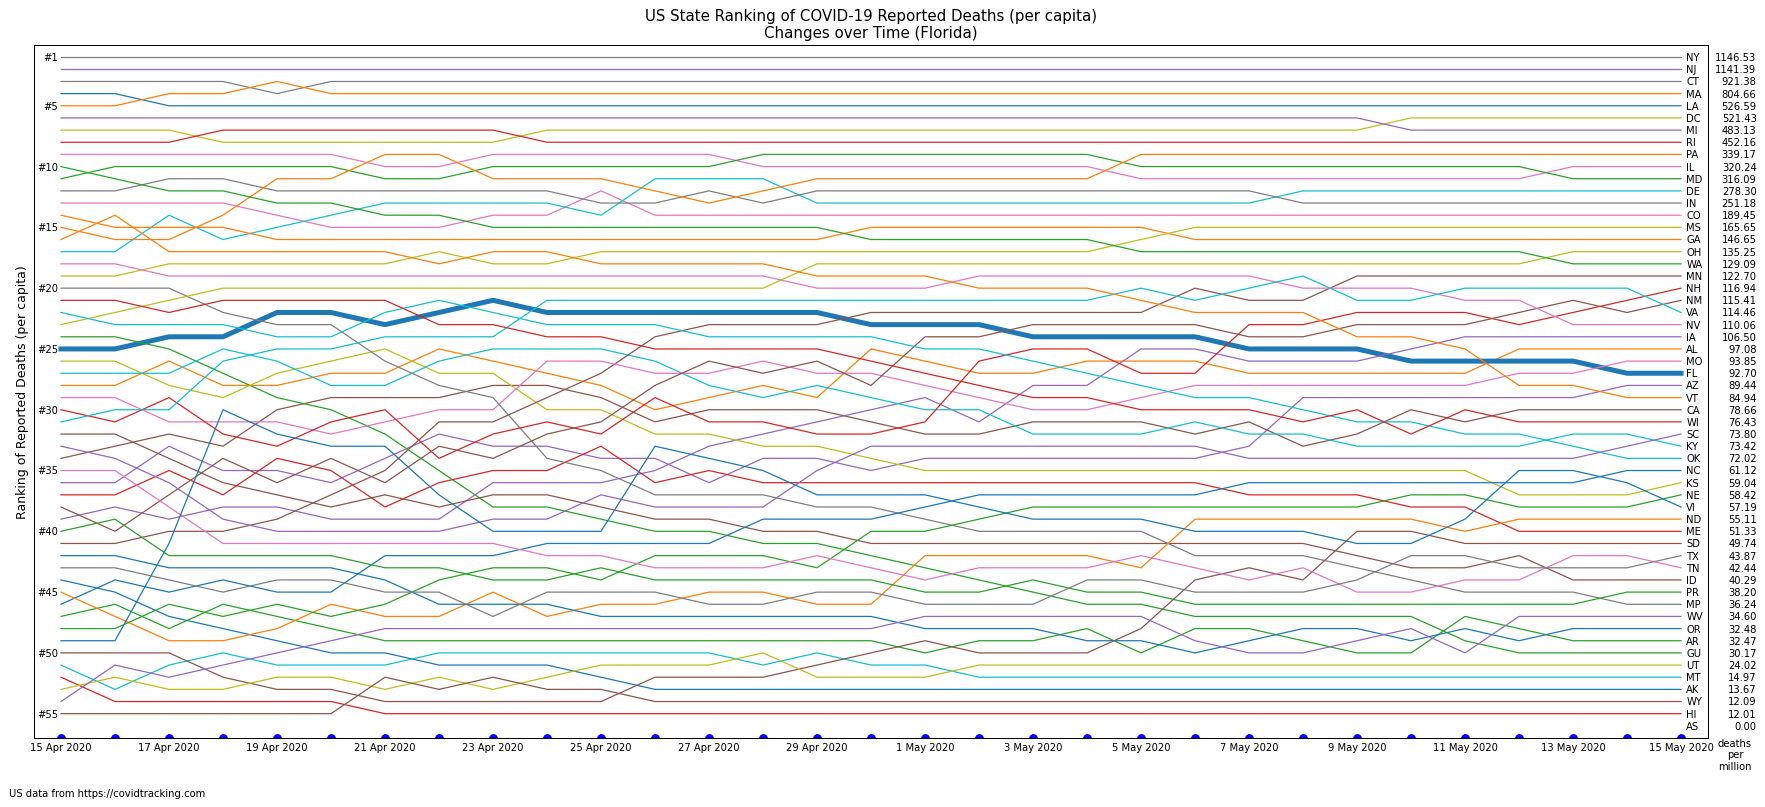 US State Ranking of COVID-19 Reported Deaths (per capita)
Changes over Time (Florida)
Ranking of Reported Deaths (per capita)
#1
#5
#10
#15
#20
#25
#30
#35
#40
#45
#50
#55
NY 1146.53
NJ 1141.39
CT 921.38
MA 804.66
LA 526.59
DC 521.43
MI 483.13
RI 452.16
PA 339.17
IL 320.24
MD 316.09
DE 278.30
IN 251.18
CO 189.45
MS 165.65
GA 146.65
OH 135.25
WA 129.09
MN 122.70
NH 116.94
NM 115.41
VA 114.46
NV 110.06
IA 106.50
AL 97.08
MO 93.85
FL 92.70
AZ 89.44
VT 84.94
CA 78.66
WI 76.43
SC 73.80
KY 73.42
OK 72.02
NC 61.12
KS 59.04
NE 58.42
VI 57.19
ND 55.11
ME 51.33
SD 49.74
TX 43.87
TN 42.44
ID 40.29
PR 38.20
MP 36.24
WV 34.60
OR 32.48
AR 32.47
GU 30.17
UT 24.02
MT 14.97
AK 13.67
WY 12.09
HI 12.01
AS 0.00
15 Apr 2020 17 Apr 2020 19 Apr 2020 21 Apr 2020 23 Apr 2020 25 Apr 2020 27 Apr 2020 29 Apr 2020 1 May 2020 3 May 2020 5 May 2020 7 May 2020 9 May 2020 11 May 2020 13 May 2020 15 May 2020
deaths
per
million
US data from https://covidtracking.com